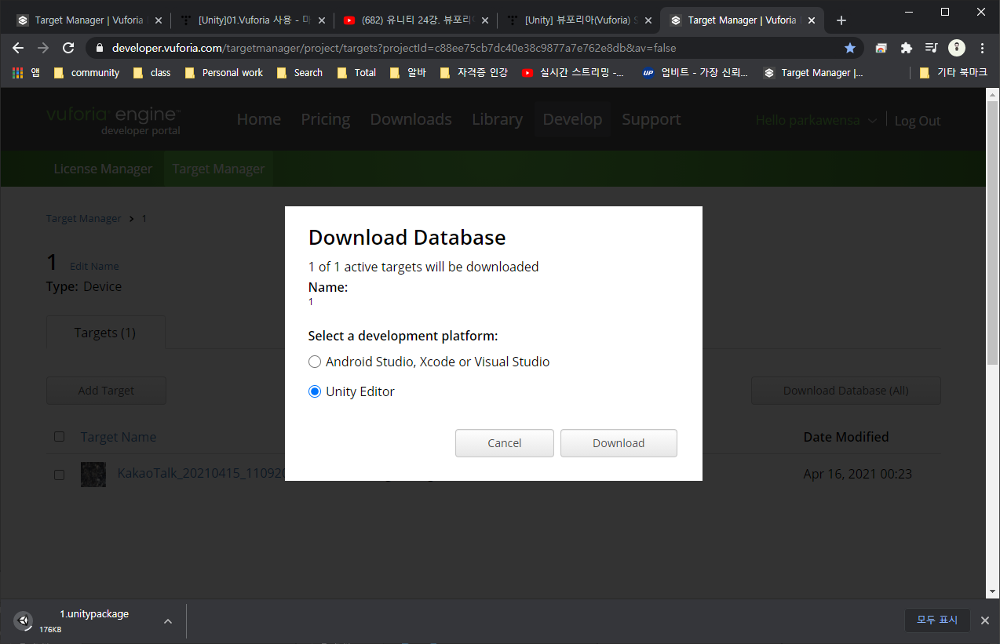 Target Manager | Vuforia
[Unity]01.Vuforia 사용 -
(682) 유니티 24강. 뷰포리
[Unity] 뷰포리아(Vuforia)
Target Manager | Vuforia
developer.vuforia.com/targetmanager/project/targets?projectId=c88ee75cb7dc40e38c9877a7e762e8db&av=false
앱 community class Personal work Search Total 알바 자격증 인강 실시간 스트리밍 -... UP 업비트 - 가장 신뢰... Target Manager |... 기타 북마크
vuforia engine™
developer portal
Home Pricing Downloads Library Develop Support Hello parkawensa Log Out
License Manager Target Manager
Target Manager > 1
1 Edit Name
Type: Device
Targets (1)
Add Target Download Database (All)
Target Name Date Modified
KakaoTalk_20210415_11092 Apr 16, 2021 00:23
Download Database
1 of 1 active targets will be downloaded
Name:
1
Select a development platform:
Android Studio, Xcode or Visual Studio
Unity Editor
Cancel Download
1.unitypackage
176KB
모두 표시